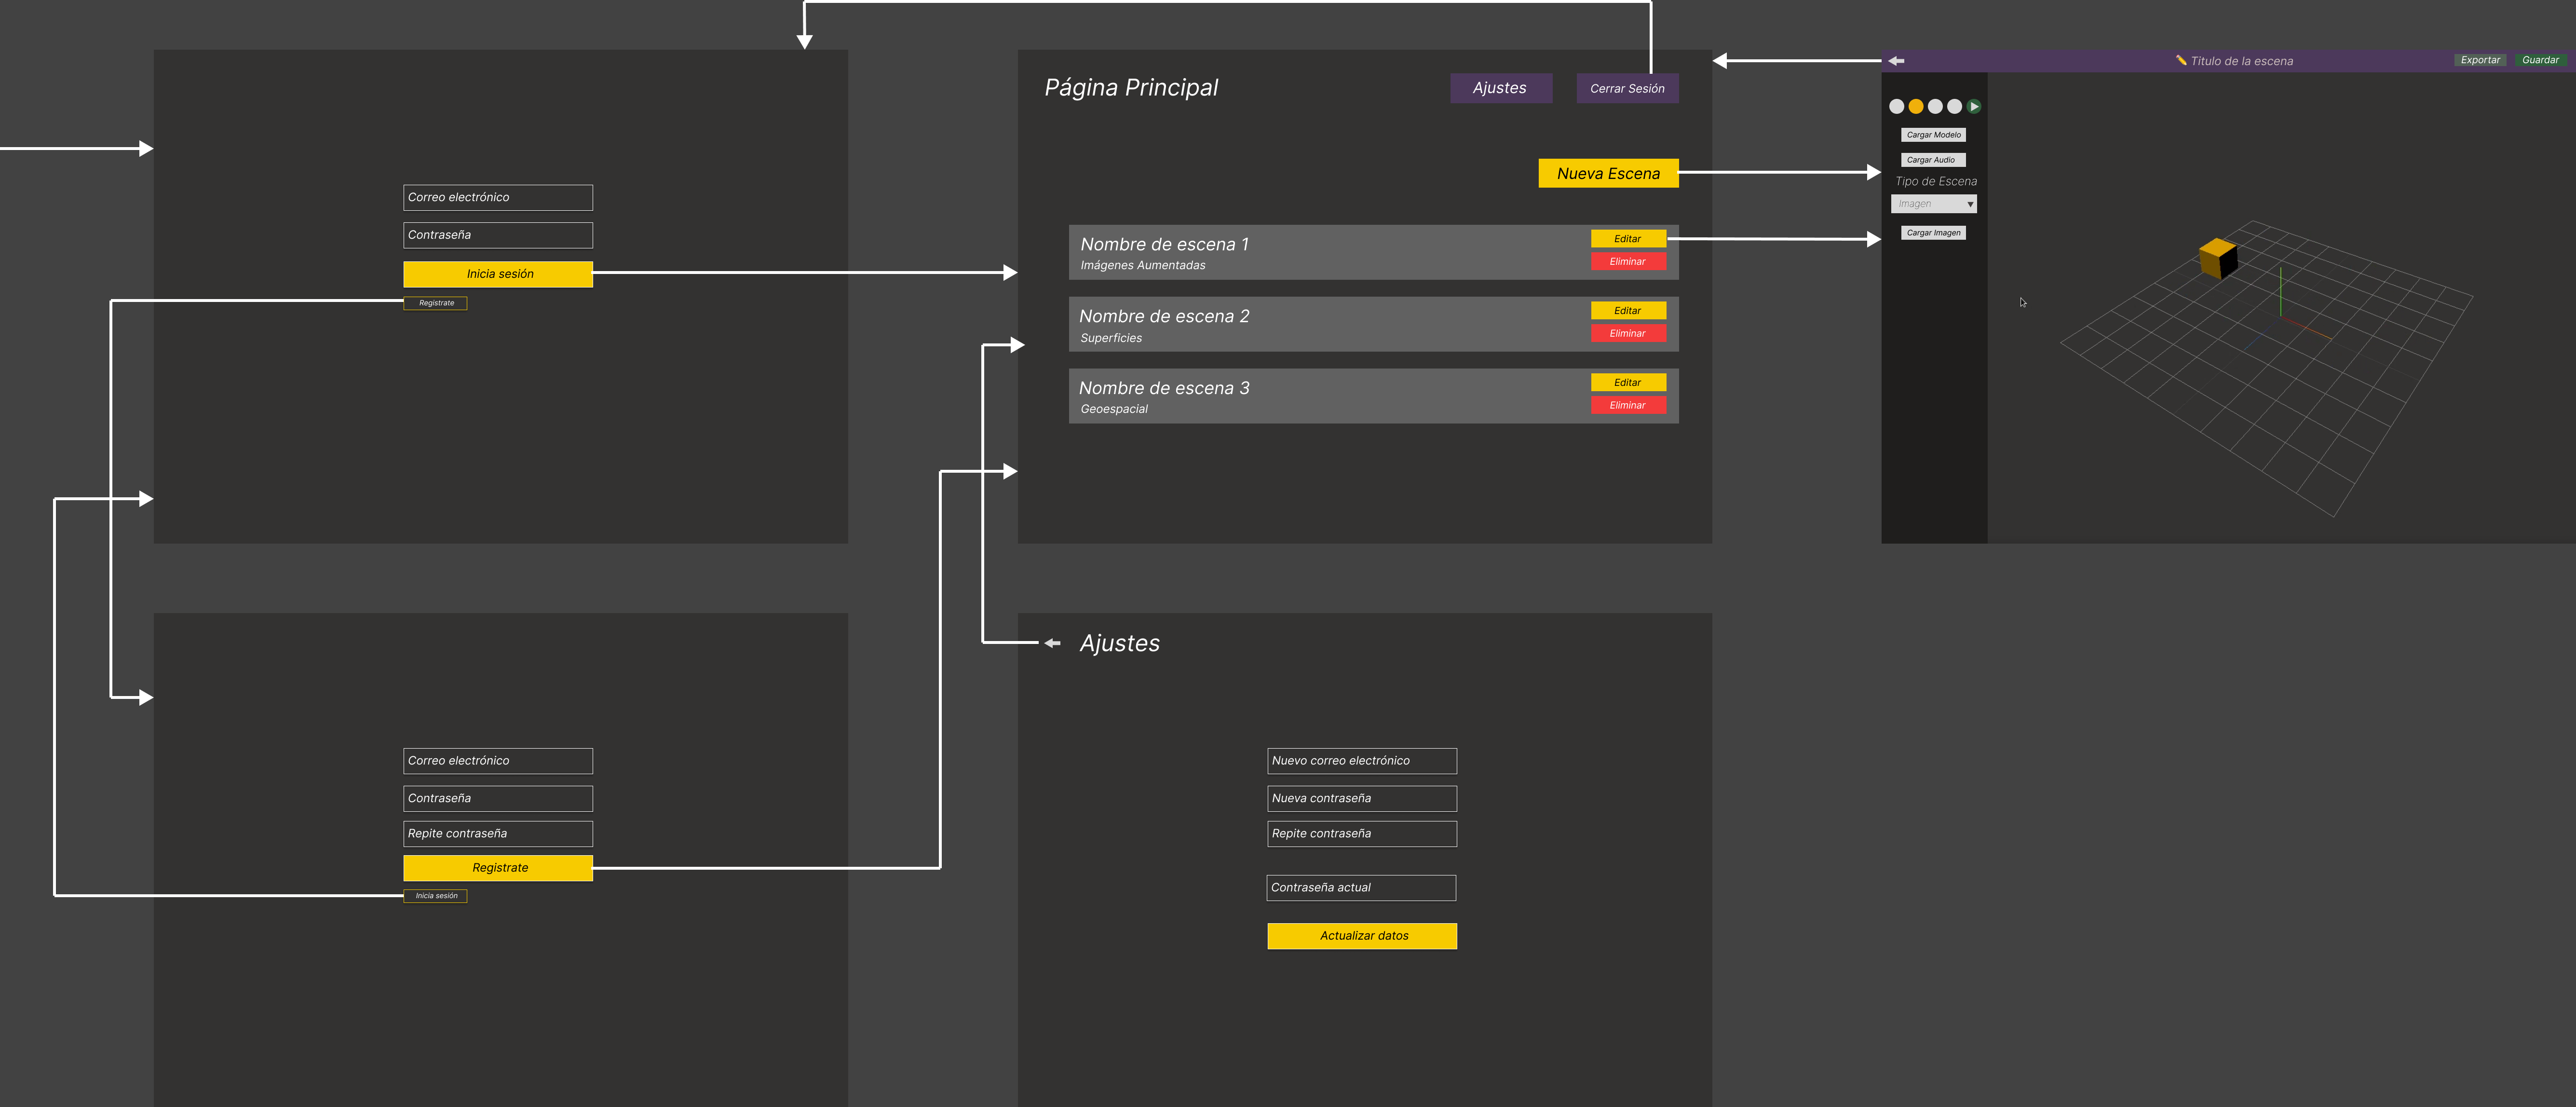 Correo electrónico
Contraseña
Inicia sesión
Registrate
Página Principal
Ajustes
Cerrar Sesión
Nueva Escena
Nombre de escena 1
Imágenes Aumentadas
Editar
Eliminar
Nombre de escena 2
Superficies
Editar
Eliminar
Nombre de escena 3
Geoespacial
Editar
Eliminar
Titulo de la escena
Exportar
Guardar
Cargar Modelo
Cargar Audio
Tipo de Escena
Imagen
Cargar Imagen
Correo electrónico
Contraseña
Repite contraseña
Registrate
Inicia sesión
Ajustes
Nuevo correo electrónico
Nueva contraseña
Repite contraseña
Contraseña actual
Actualizar datos